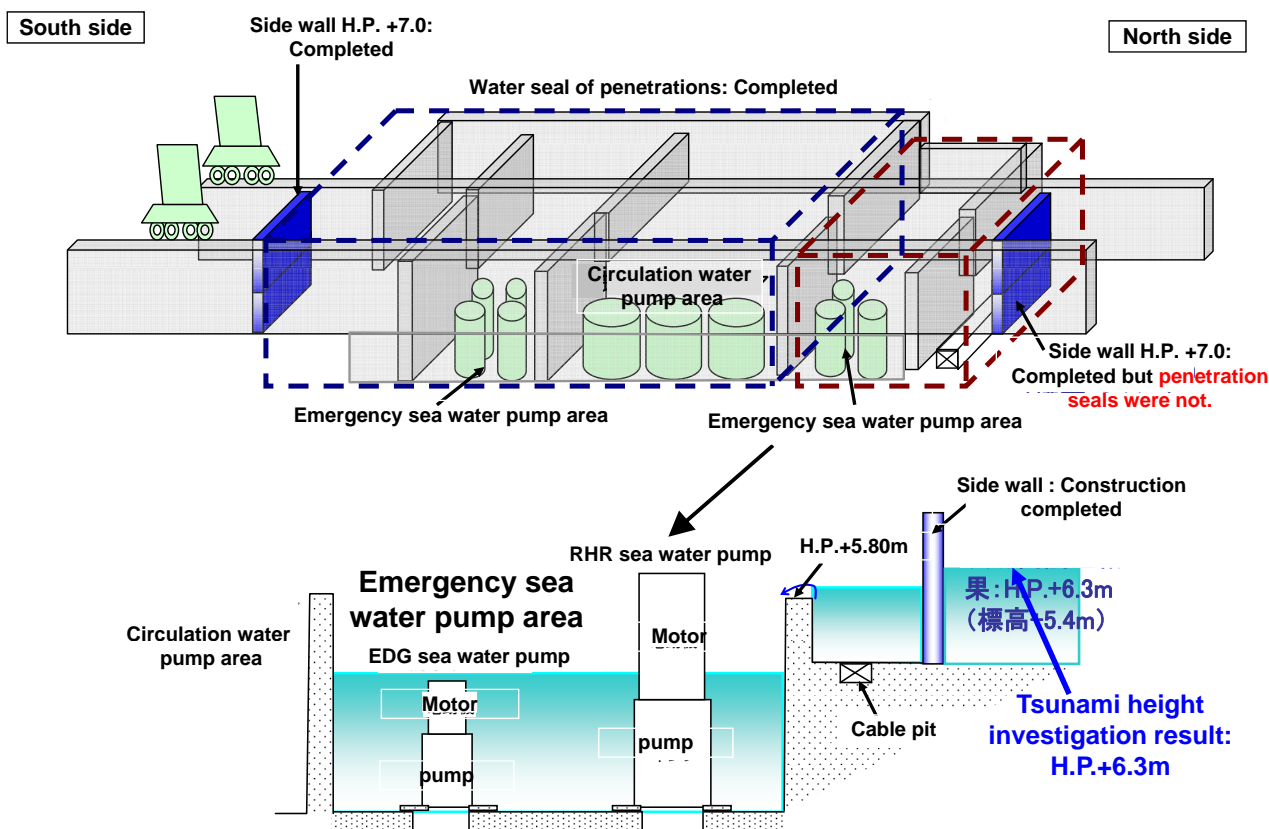 South side
Side wall H.P. +7.0:
Completed
North side
Water seal of penetrations: Completed
Circulation water
pump area
Side wall H.P. +7.0:
Completed but penetration
seals were not.
Emergency sea water pump area
Emergency sea water pump area
Side wall : Construction
completed
RHR sea water pump
H.P.+5.80m
Emergency sea
water pump area
果:H.P.+6.3m
(標高+5.4m)
Circulation water
pump area
Motor
EDG sea water pump
Motor
Tsunami height
investigation result:
H.P.+6.3m
Cable pit
pump
pump